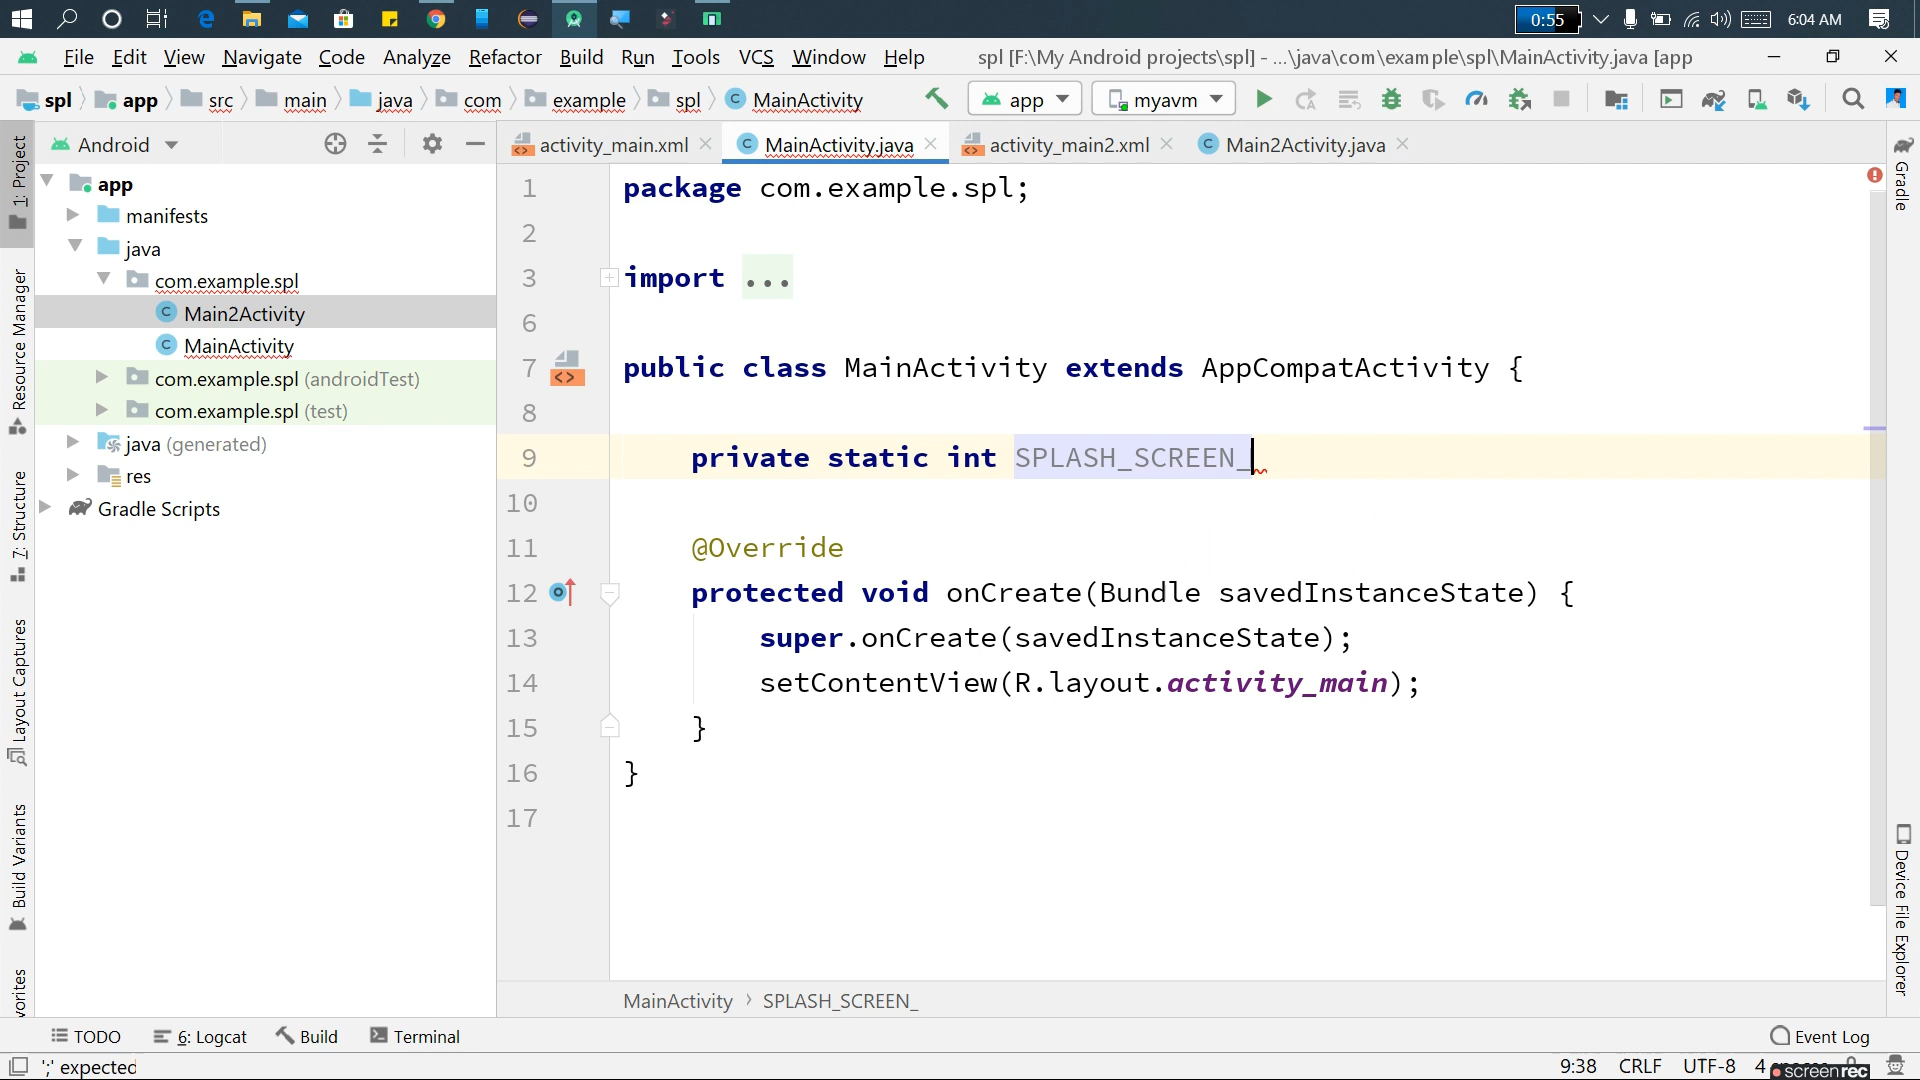 0:55
6:04 AM
File Edit View Navigate Code Analyze Refactor Build Run Tools VCS Window Help
spl [F:\My Android projects\spl] - ...\java\com\example\spl\MainActivity.java [app
spl app src main java com example spl MainActivity
app
myavm
Android
activity_main.xml
MainActivity.java
activity_main2.xml
Main2Activity.java
app
manifests
java
com.example.spl
Main2Activity
MainActivity
com.example.spl (androidTest)
com.example.spl (test)
java (generated)
res
Gradle Scripts
1: Project
Resource Manager
7: Structure
Layout Captures
Build Variants
vorites
1 package com.example.spl;
2
3 import ...
6
7 public class MainActivity extends AppCompatActivity {
8
9 private static int SPLASH_SCREEN_
10
11 @Override
12 protected void onCreate(Bundle savedInstanceState) {
13 super.onCreate(savedInstanceState);
14 setContentView(R.layout.activity_main);
15 }
16 }
17
Gradle
Device File Explorer
MainActivity › SPLASH_SCREEN_
TODO
6: Logcat
Build
Terminal
Event Log
';' expected
9:38 CRLF UTF-8 4
screenrec